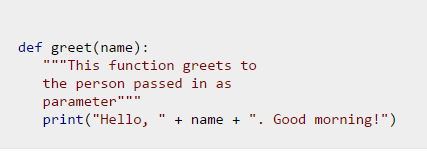 def greet(name):
    """This function greets to
    the person passed in as
    parameter"""
    print("Hello, " + name + ". Good morning!")